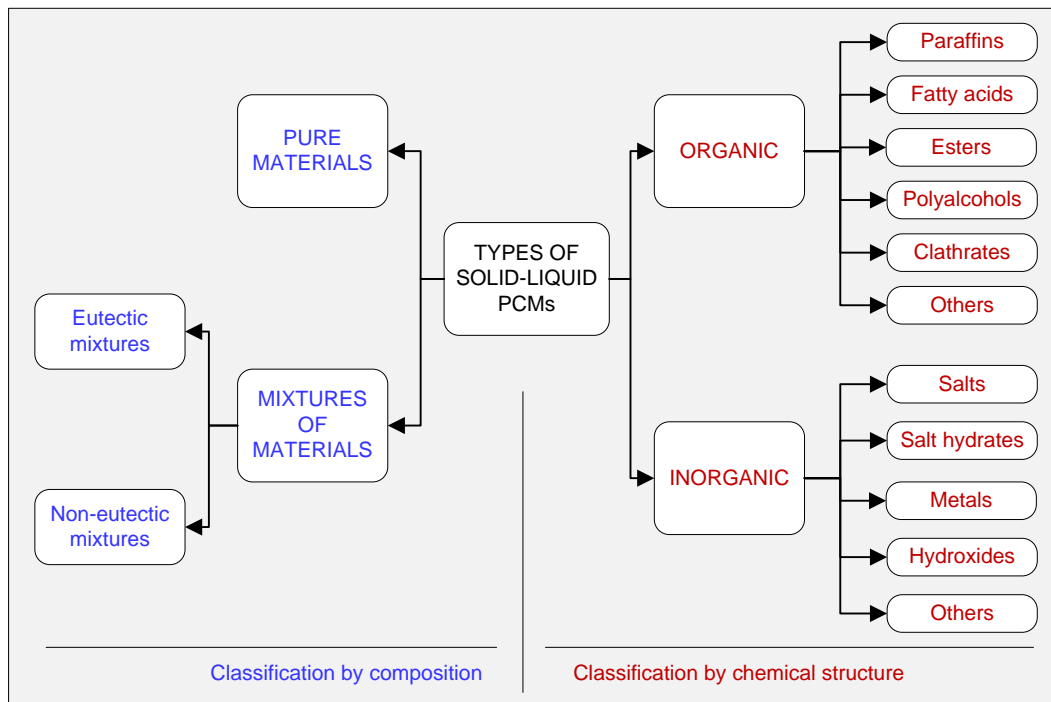 PURE
MATERIALS
Eutectic
mixtures
MIXTURES
OF
MATERIALS
Non-eutectic
mixtures
TYPES OF
SOLID-LIQUID
PCMs
ORGANIC
Paraffins
Fatty acids
Esters
Polyalcohols
Clathrates
Others
INORGANIC
Salts
Salt hydrates
Metals
Hydroxides
Others
Classification by composition
Classification by chemical structure